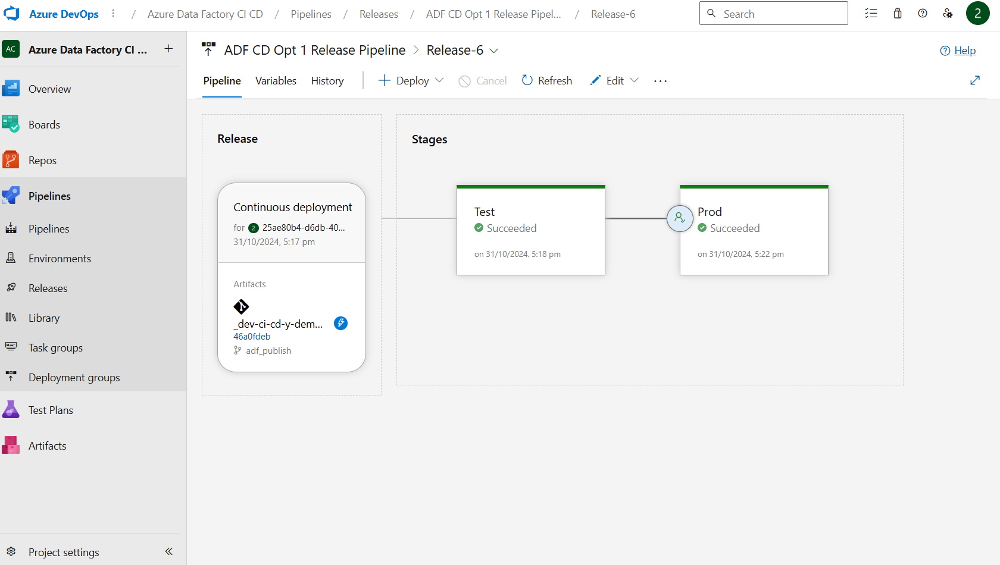 Azure DevOps / Azure Data Factory CI CD / Pipelines / Releases / ADF CD Opt 1 Release Pipel... / Release-6
Search
2
AC Azure Data Factory CI ...
ADF CD Opt 1 Release Pipeline > Release-6
Help
Pipeline Variables History Deploy Cancel Refresh Edit
Overview
Boards
Repos
Pipelines
Pipelines
Environments
Releases
Library
Task groups
Deployment groups
Test Plans
Artifacts
Project settings
Release
Continuous deployment
for 2 25ae80b4-d6db-40...
31/10/2024, 5:17 pm
Artifacts
_dev-ci-cd-y-dem...
46a0fdeb
adf_publish
Stages
Test
Succeeded
on 31/10/2024, 5:18 pm
Prod
Succeeded
on 31/10/2024, 5:22 pm